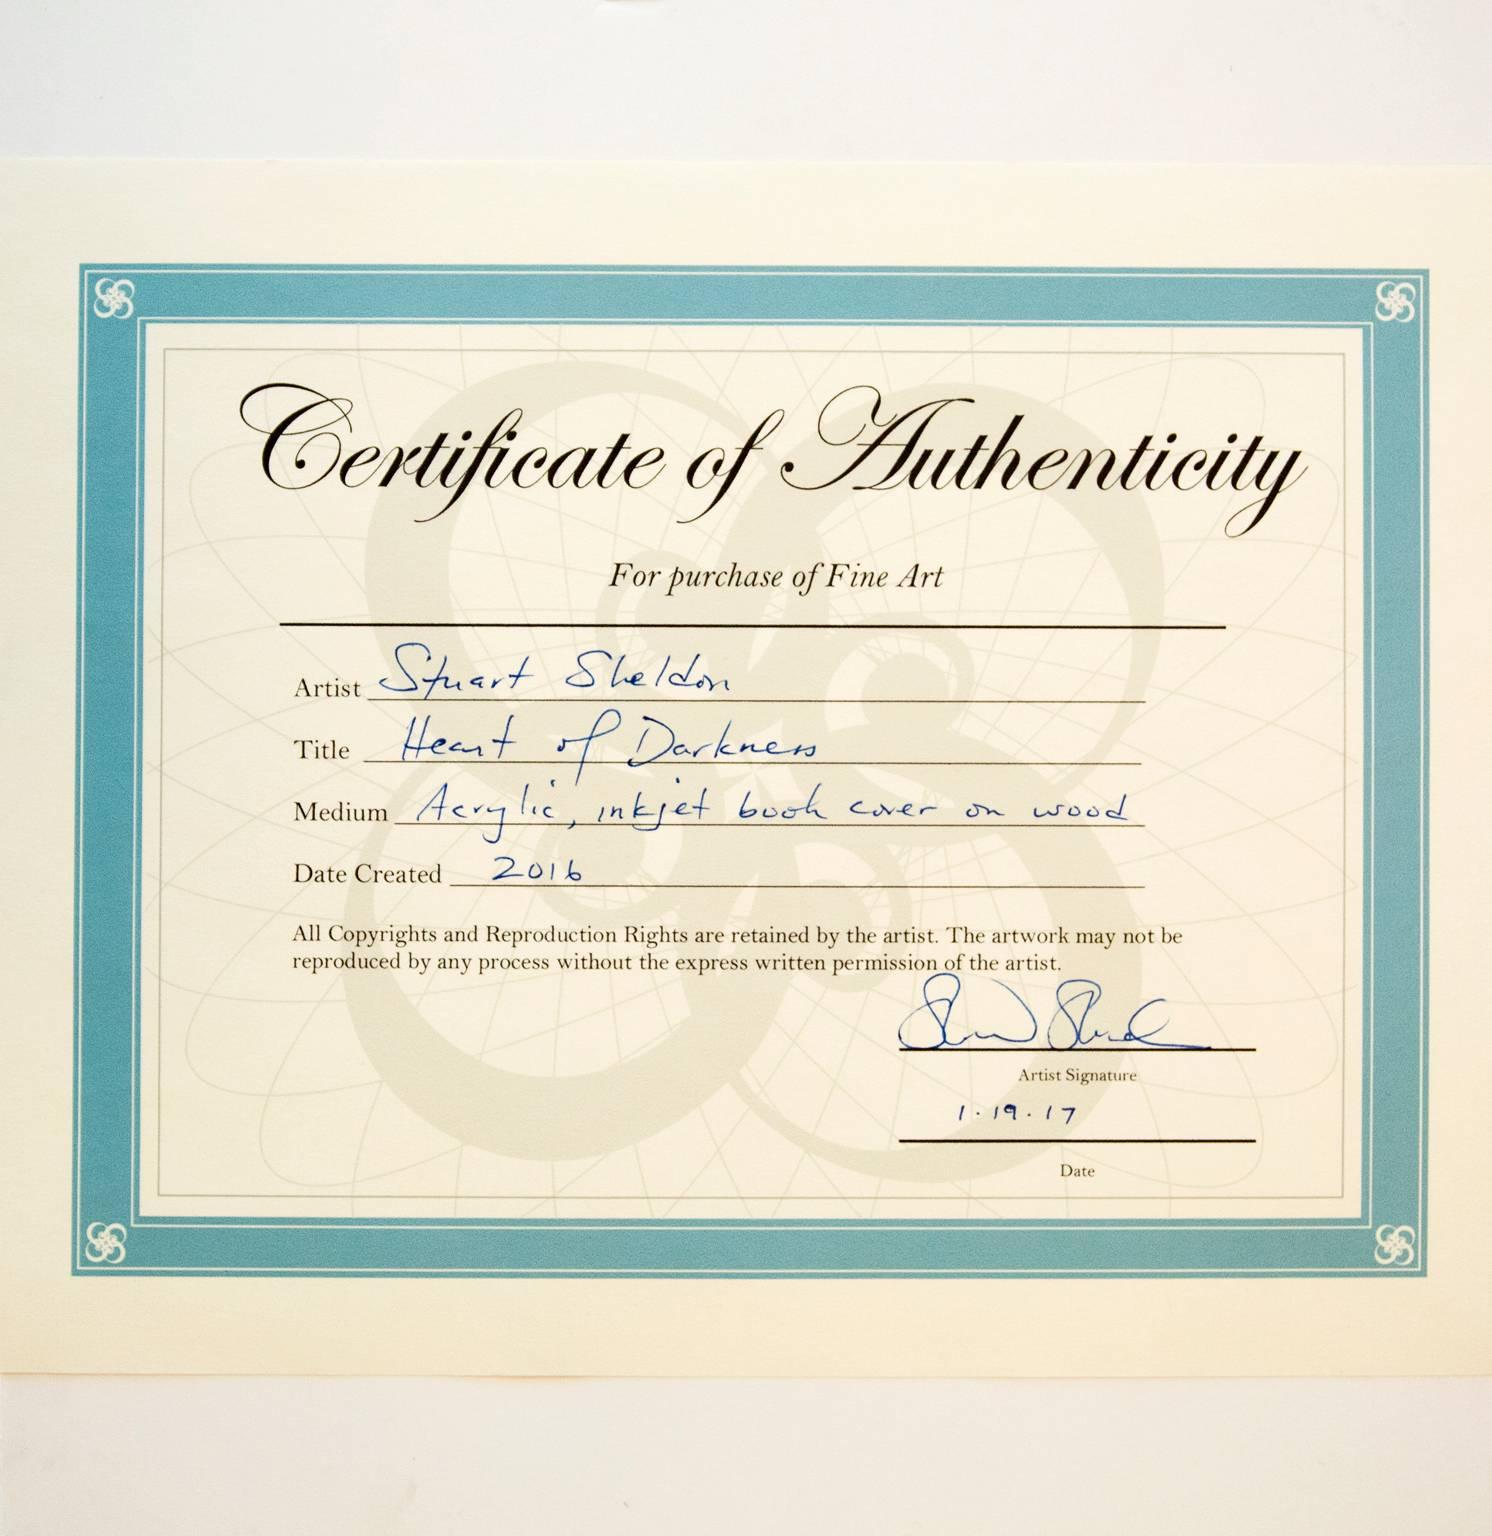 Certificate of Authenticity
For purchase of Fine Art
Artist Stuart Sheldon
Title Heart of Darkness
Medium Acrylic, inkjet book cover on wood
Date Created 2016
All Copyrights and Reproduction Rights are retained by the artist. The artwork may not be
reproduced by any process without the express written permission of the artist.
Artist Signature
1.19.17
Date